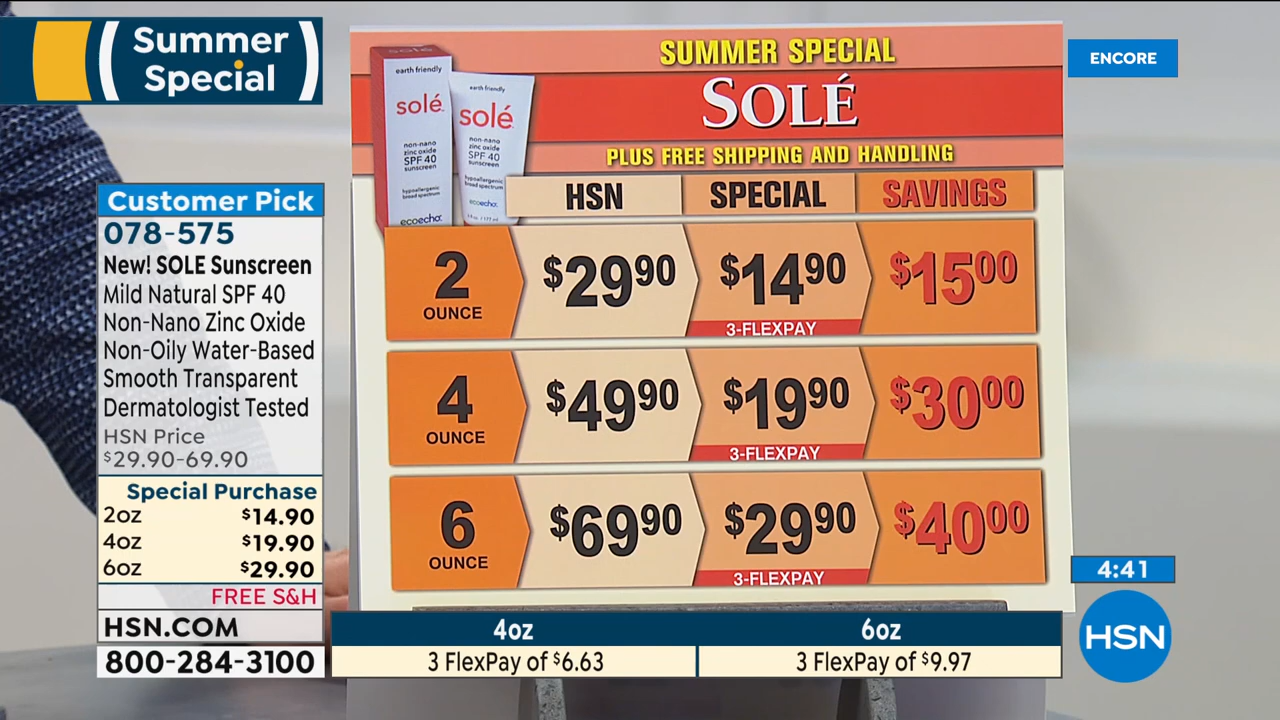 Summer
Special
ENCORE
SUMMER SPECIAL
SOLÉ
PLUS FREE SHIPPING AND HANDLING
solé
earth friendly
solé
non-nano
zinc oxide
SPF 40
sunscreen
hypoallergenic
broad spectrum
ecoecho
earth friendly
solé
non-nano
zinc oxide
SPF 40
sunscreen
hypoallergenic
broad spectrum
ecoecho
HSN SPECIAL SAVINGS
2 OUNCE $29.90 $14.90 $15.00
3-FLEXPAY
4 OUNCE $49.90 $19.90 $30.00
3-FLEXPAY
6 OUNCE $69.90 $29.90 $40.00
3-FLEXPAY
Customer Pick
078-575
New! SOLE Sunscreen
Mild Natural SPF 40
Non-Nano Zinc Oxide
Non-Oily Water-Based
Smooth Transparent
Dermatologist Tested
HSN Price
$29.90-69.90
Special Purchase
2oz $14.90
4oz $19.90
6oz $29.90
FREE S&H
HSN.COM
800-284-3100
4oz 6oz
3 FlexPay of $6.63 3 FlexPay of $9.97
4:41
HSN